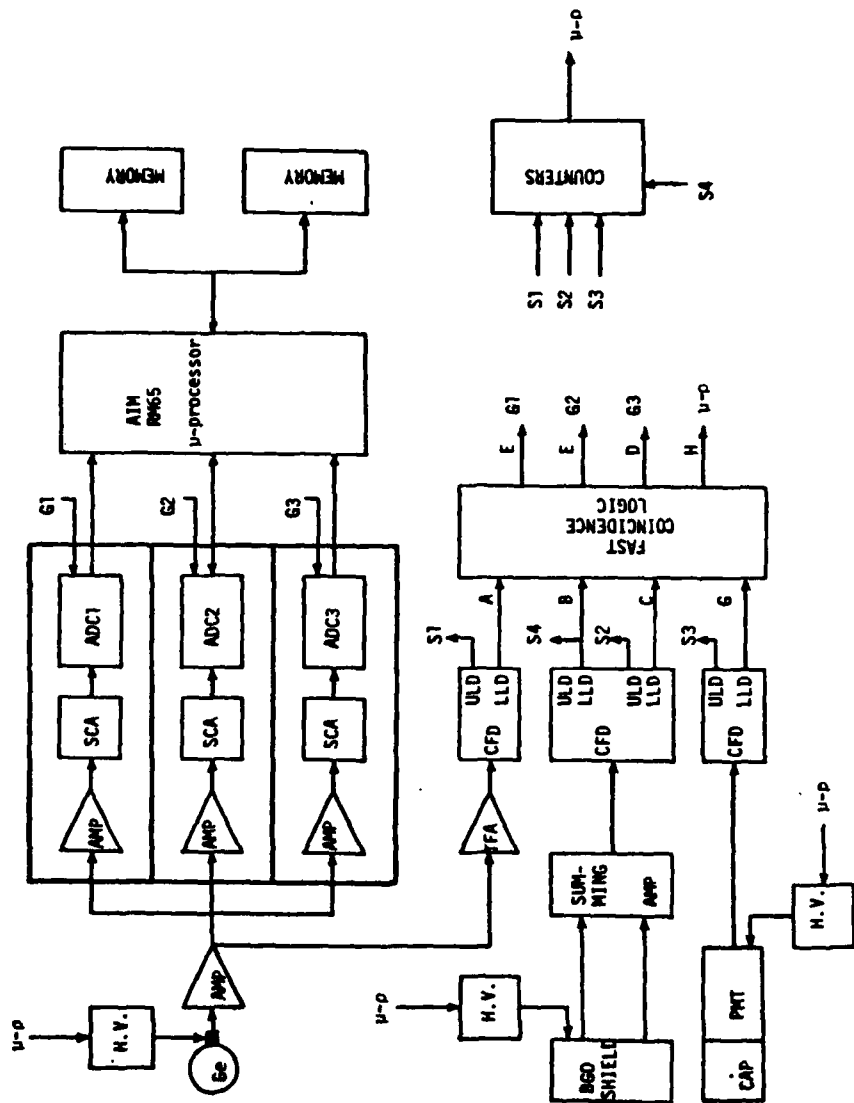 μ-p
H.V.
Ge
AMP
AMP
SCA
ADC1
G1
AMP
SCA
ADC2
G2
AMP
SCA
ADC3
G3
AIM
RM65
μ-processor
MEMORY
MEMORY
TFA
CFD
ULD
LLD
S1
A
μ-p
H.V.
BGO
SHIELD
SUM-
MING
AMP
CFD
ULD
LLD
ULD
LLD
S4
B
S2
C
CAP
PMT
H.V.
μ-p
CFD
ULD
LLD
S3
G
FAST
COINCIDENCE
LOGIC
E
G1
E
G2
D
G3
H
μ-p
S1
S2
S3
COUNTERS
S4
μ-p